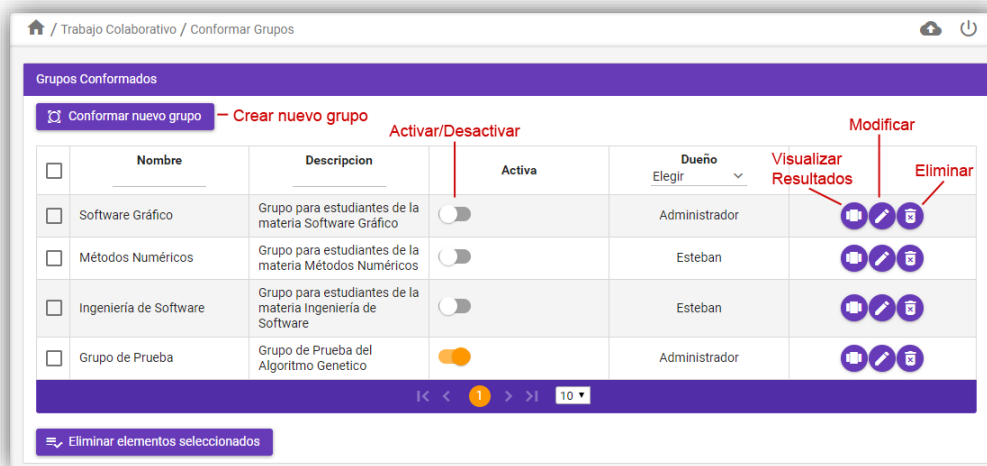 / Trabajo Colaborativo / Conformar Grupos
Grupos Conformados
Conformar nuevo grupo
Crear nuevo grupo
Activar/Desactivar
Modificar
Visualizar
Resultados
Eliminar
Nombre
Descripcion
Activa
Dueño
Elegir
Software Gráfico
Grupo para estudiantes de la
materia Software Gráfico
Administrador
Métodos Numéricos
Grupo para estudiantes de la
materia Métodos Numéricos
Esteban
Ingeniería de Software
Grupo para estudiantes de la
materia Ingeniería de
Software
Esteban
Grupo de Prueba
Grupo de Prueba del
Algoritmo Genetico
Administrador
1
10
Eliminar elementos seleccionados